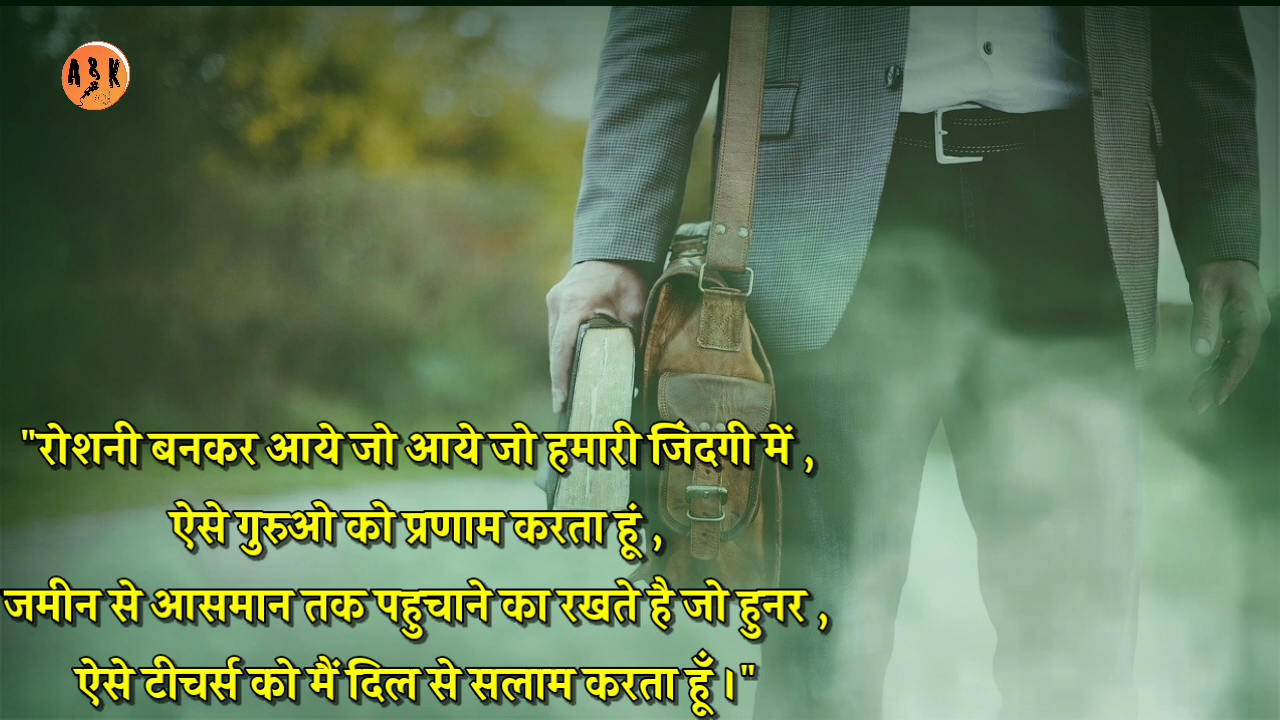 ABK
"रोशनी बनकर आये जो आये जो हमारी जिंदगी में ,
ऐसे गुरुओ को प्रणाम करता हूं ,
जमीन से आसमान तक पहुचाने का रखते है जो हुनर ,
ऐसे टीचर्स को मैं दिल से सलाम करता हूँ।"